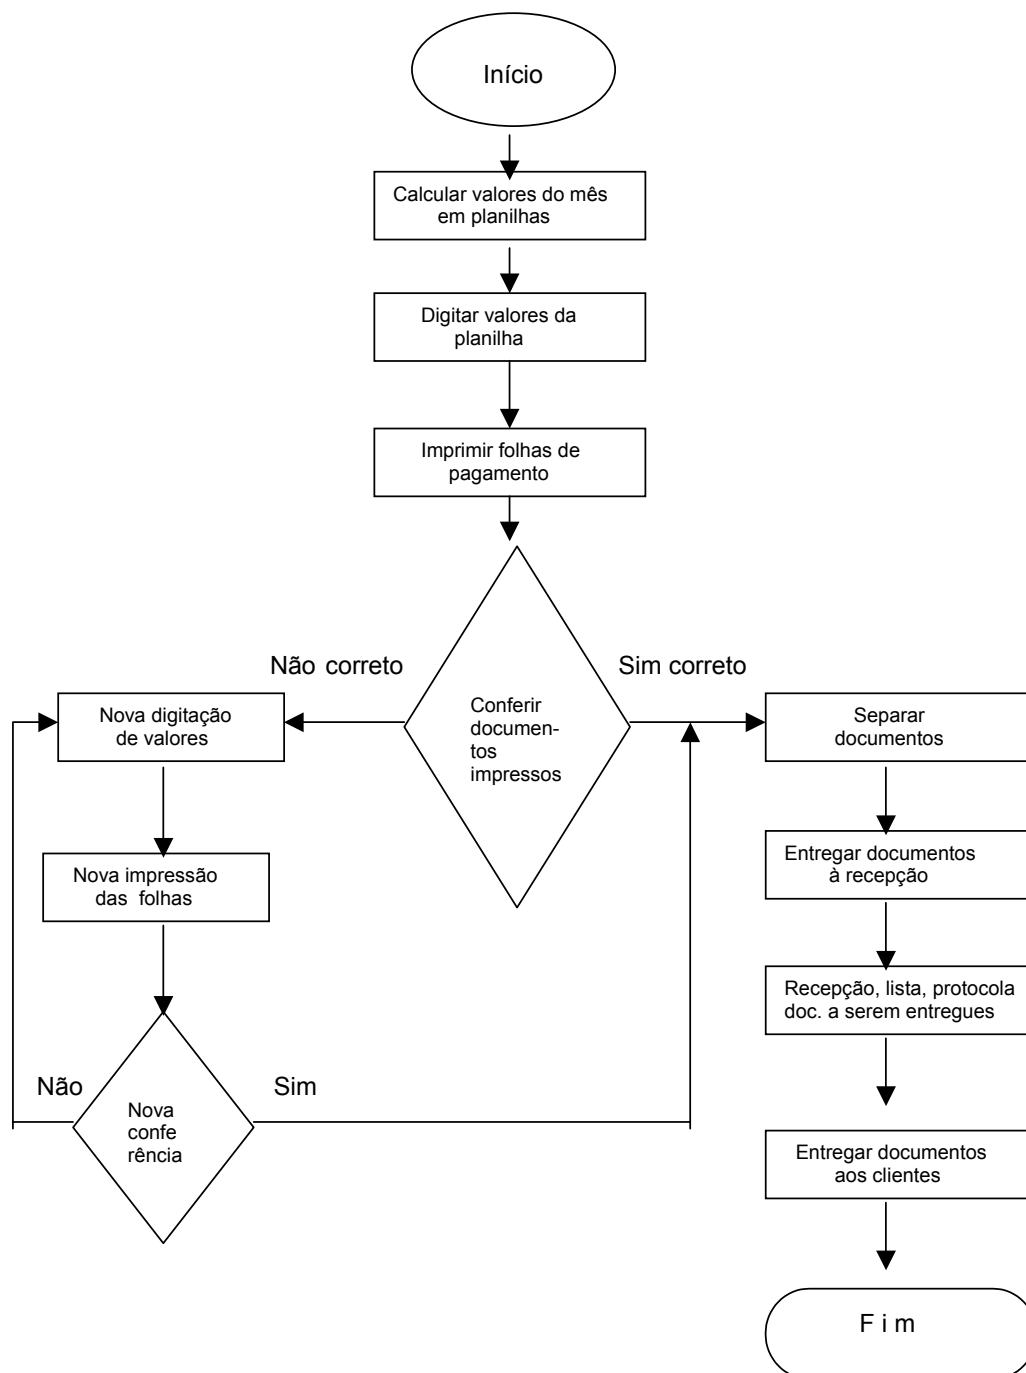 Início
Calcular valores do mês
em planilhas
Digitar valores da
planilha
Imprimir folhas de
pagamento
Não correto
Sim correto
Conferir
documen-
tos
impressos
Nova digitação
de valores
Nova impressão
das folhas
Não
Sim
Nova
confe
rência
Separar
documentos
Entregar documentos
à recepção
Recepção, lista, protocola
doc. a serem entregues
Entregar documentos
aos clientes
F i m